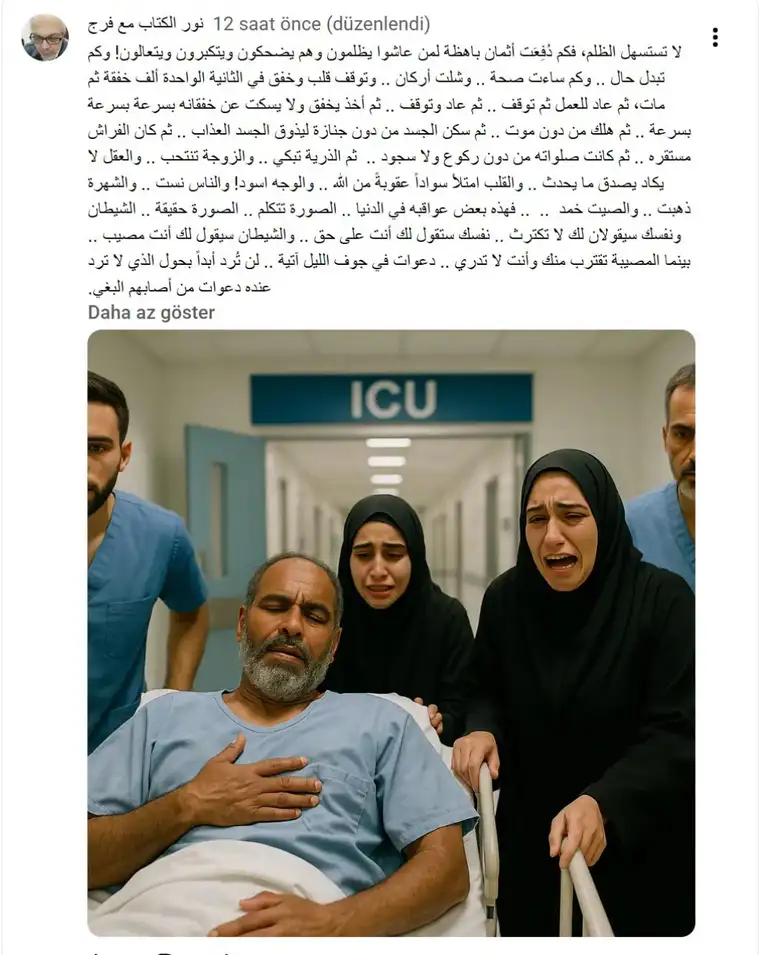 نور الكتاب مع فرج 12 saat önce (düzenlendi)
لا تستسهل الظلم، فكم دُفِعَت أثمان باهظة لمن عاشوا يظلمون وهم يضحكون ويتكبرون ويتعالون! وكم
تبدل حال .. وكم ساءت صحة .. وشلت أركان .. وتوقف قلب وخفق في الثانية الواحدة ألف خفقة ثم
مات، ثم عاد للعمل ثم توقف .. ثم عاد وتوقف .. ثم أخذ يخفق ولا يسكت عن خفقانه بسرعة بسرعة
بسرعة .. ثم هلك من دون موت .. ثم سكن الجسد من دون جنازة ليذوق الجسد العذاب .. ثم كان الفراش
مستقره .. ثم كانت صلواته من دون ركوع ولا سجود .. ثم الذرية تبكي .. والزوجة تنتحب .. والعقل لا
يكاد يصدق ما يحدث .. والقلب امتلأ سواداً عقوبةً من الله .. والوجه اسود! والناس نست .. والشهرة
ذهبت .. والصيت خمد .. .. فهذه بعض عواقبه في الدنيا .. الصورة تتكلم .. الصورة حقيقة .. الشيطان
ونفسك سيقولان لك لا تكترث .. نفسك ستقول لك أنت على حق .. والشيطان سيقول لك أنت مصيب ..
بينما المصيبة تقترب منك وأنت لا تدري .. دعوات في جوف الليل آتية .. لن تُرد أبداً بحول الذي لا ترد
عنده دعوات من أصابهم البغي.
Daha az göster
ICU